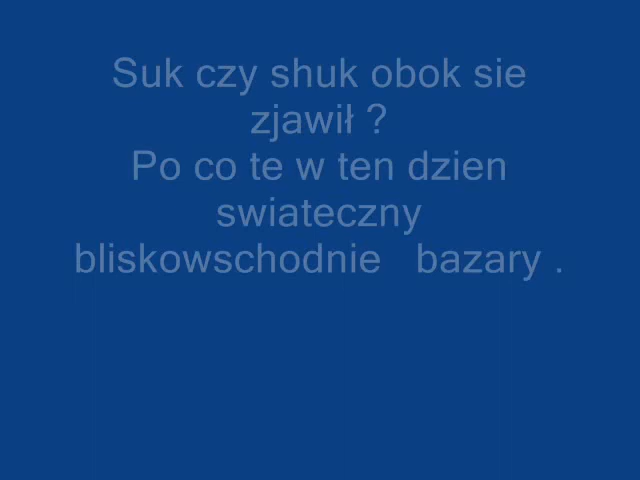 Suk czy shuk obok sie
zjawił ?
Po co te w ten dzien
swiateczny
bliskowschodnie   bazary .